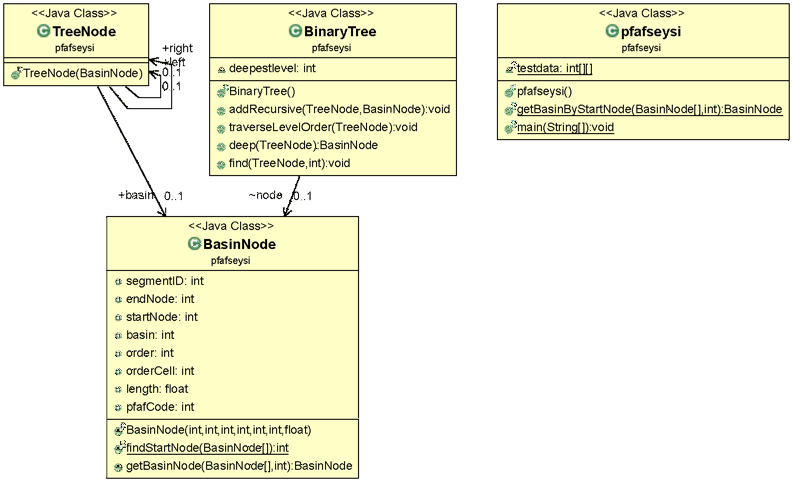 <<Java Class>>
TreeNode
pfafseysi
TreeNode(BasinNode)
+right
+left
0..1
0..1
<<Java Class>>
BinaryTree
pfafseysi
deepestlevel: int
BinaryTree()
addRecursive(TreeNode,BasinNode):void
traverseLevelOrder(TreeNode):void
deep(TreeNode):BasinNode
find(TreeNode,int):void
<<Java Class>>
pfafseysi
pfafseysi
testdata: int[][]
pfafseysi()
getBasinByStartNode(BasinNode[],int):BasinNode
main(String[]):void
+basin
0..1
~node
0..1
<<Java Class>>
BasinNode
pfafseysi
segmentID: int
endNode: int
startNode: int
basin: int
order: int
orderCell: int
length: float
pfafCode: int
BasinNode(int,int,int,int,int,int,float)
findStartNode(BasinNode[]):int
getBasinNode(BasinNode[],int):BasinNode